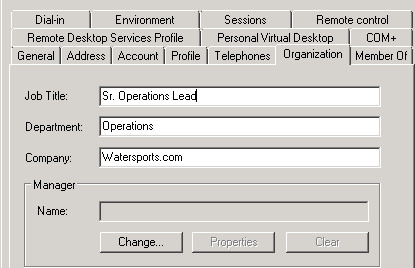 Dial-in Environment Sessions Remote control
Remote Desktop Services Profile Personal Virtual Desktop COM+
General Address Account Profile Telephones Organization Member Of
Job Title: Sr. Operations Lead
Department: Operations
Company: Watersports.com
Manager
Name:
Change... Properties Clear